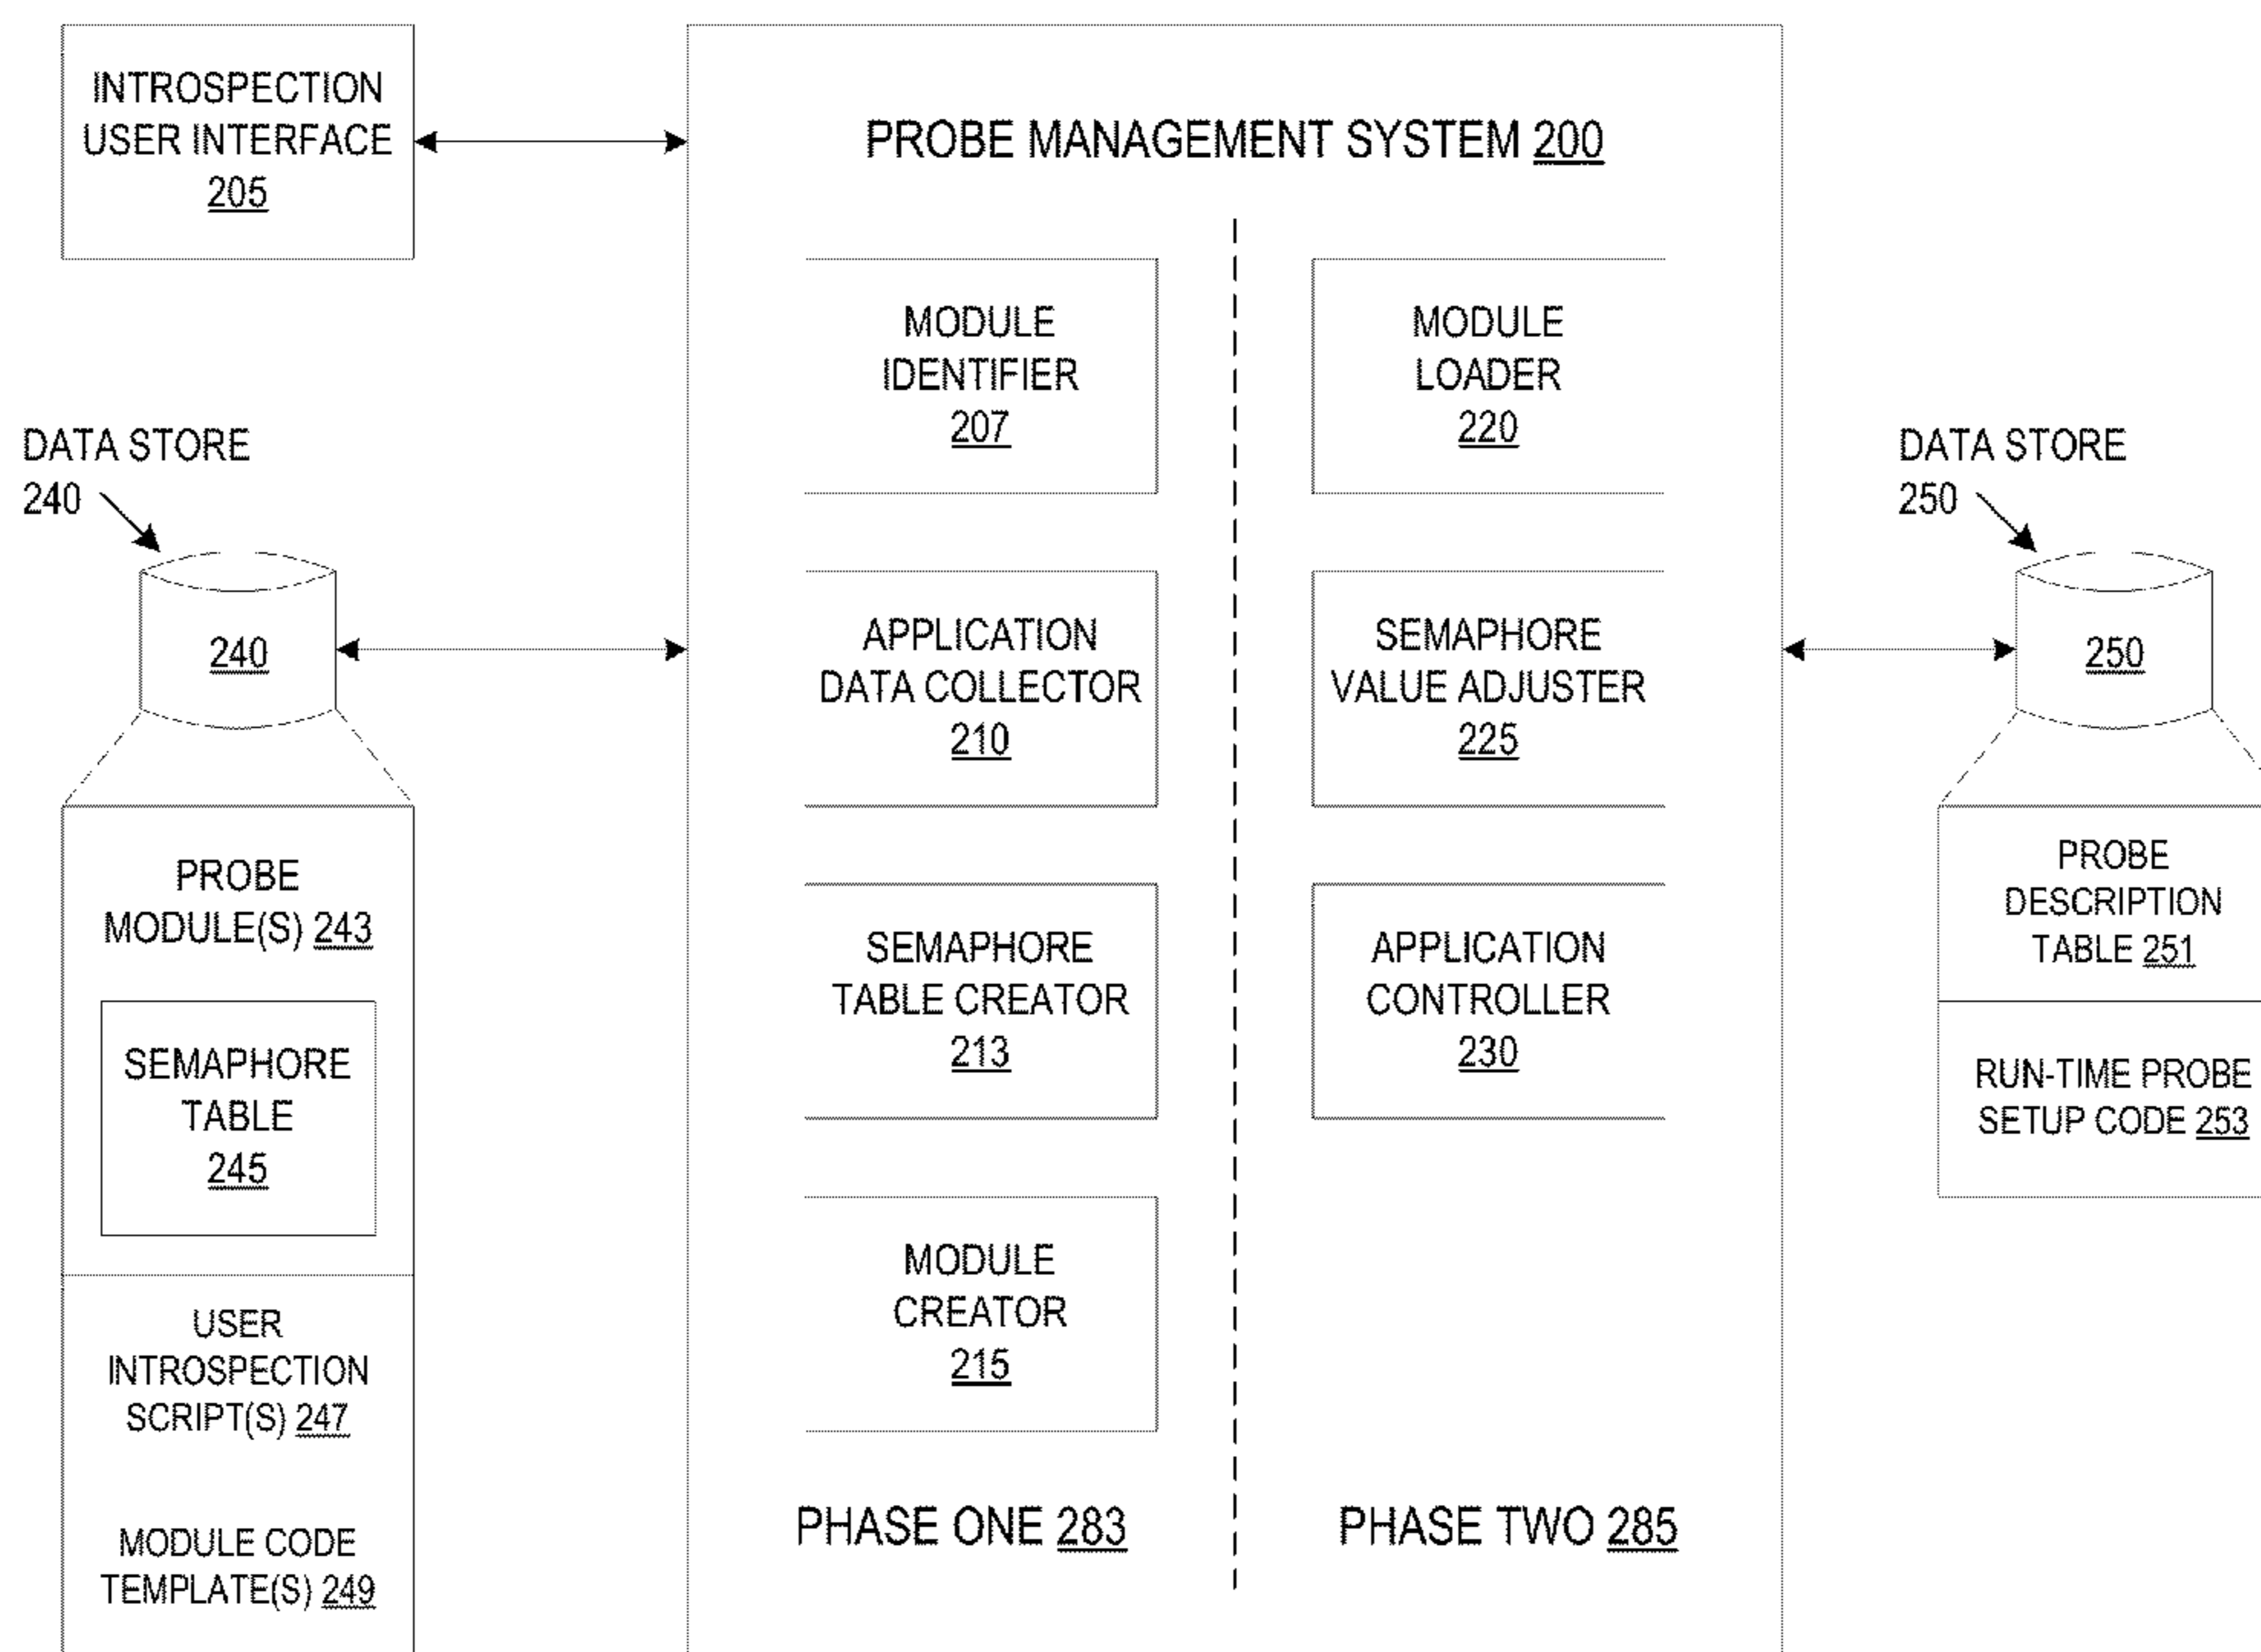 INTROSPECTION
USER INTERFACE
205
PROBE MANAGEMENT SYSTEM 200
MODULE
IDENTIFIER
207
MODULE
LOADER
220
DATA STORE
240
240
APPLICATION
DATA COLLECTOR
210
SEMAPHORE
VALUE ADJUSTER
225
DATA STORE
250
250
PROBE
MODULE(S) 243
SEMAPHORE
TABLE
245
USER
INTROSPECTION
SCRIPT(S) 247
MODULE CODE
TEMPLATE(S) 249
SEMAPHORE
TABLE CREATOR
213
APPLICATION
CONTROLLER
230
MODULE
CREATOR
215
PHASE ONE 283
PHASE TWO 285
PROBE
DESCRIPTION
TABLE 251
RUN-TIME PROBE
SETUP CODE 253